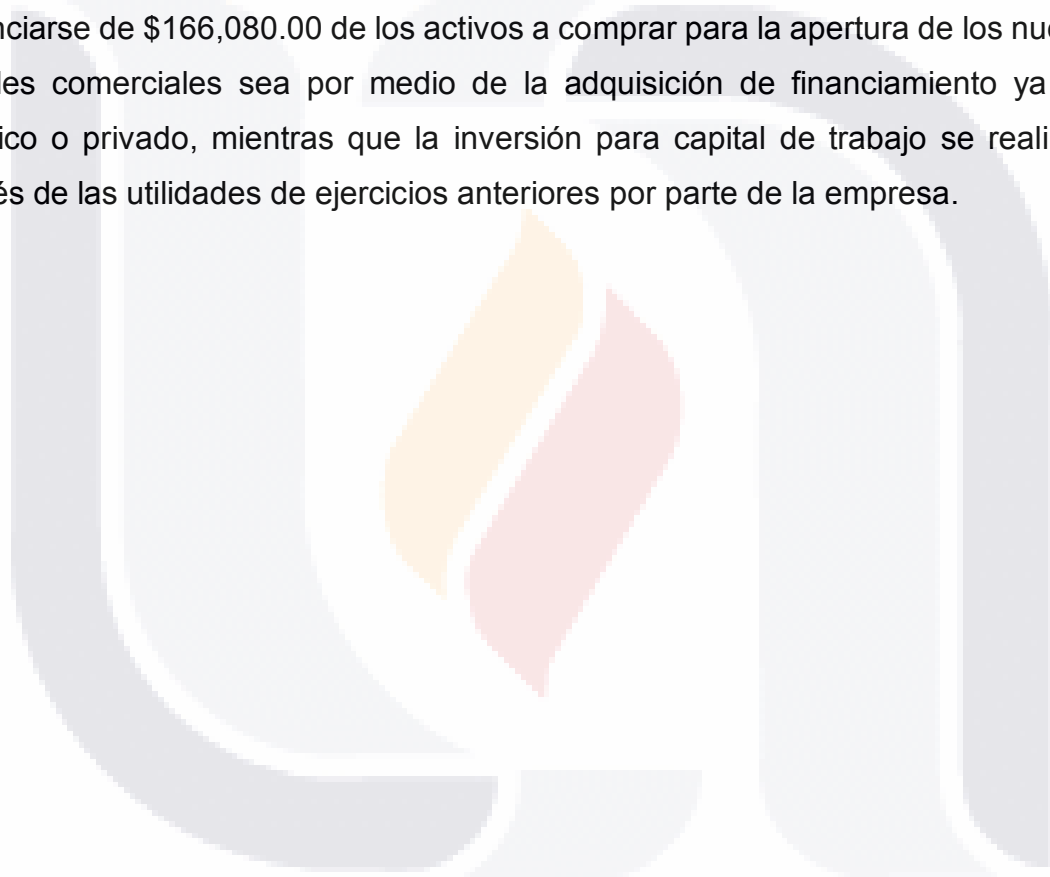 nciarse de $166,080.00 de los activos a comprar para la apertura de los nue
les comerciales sea por medio de la adquisición de financiamiento ya
ico o privado, mientras que la inversión para capital de trabajo se reali
és de las utilidades de ejercicios anteriores por parte de la empresa.